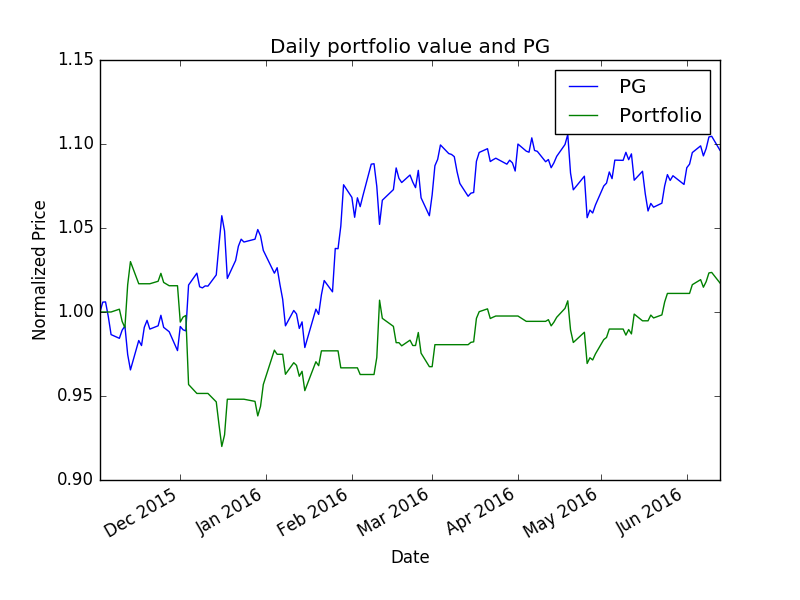 Daily portfolio value and PG
1.15
1.10
1.05
1.00
0.95
0.90
Normalized Price
PG
Portfolio
Dec 2015
Jan 2016
Feb 2016
Mar 2016
Apr 2016
May 2016
Jun 2016
Date